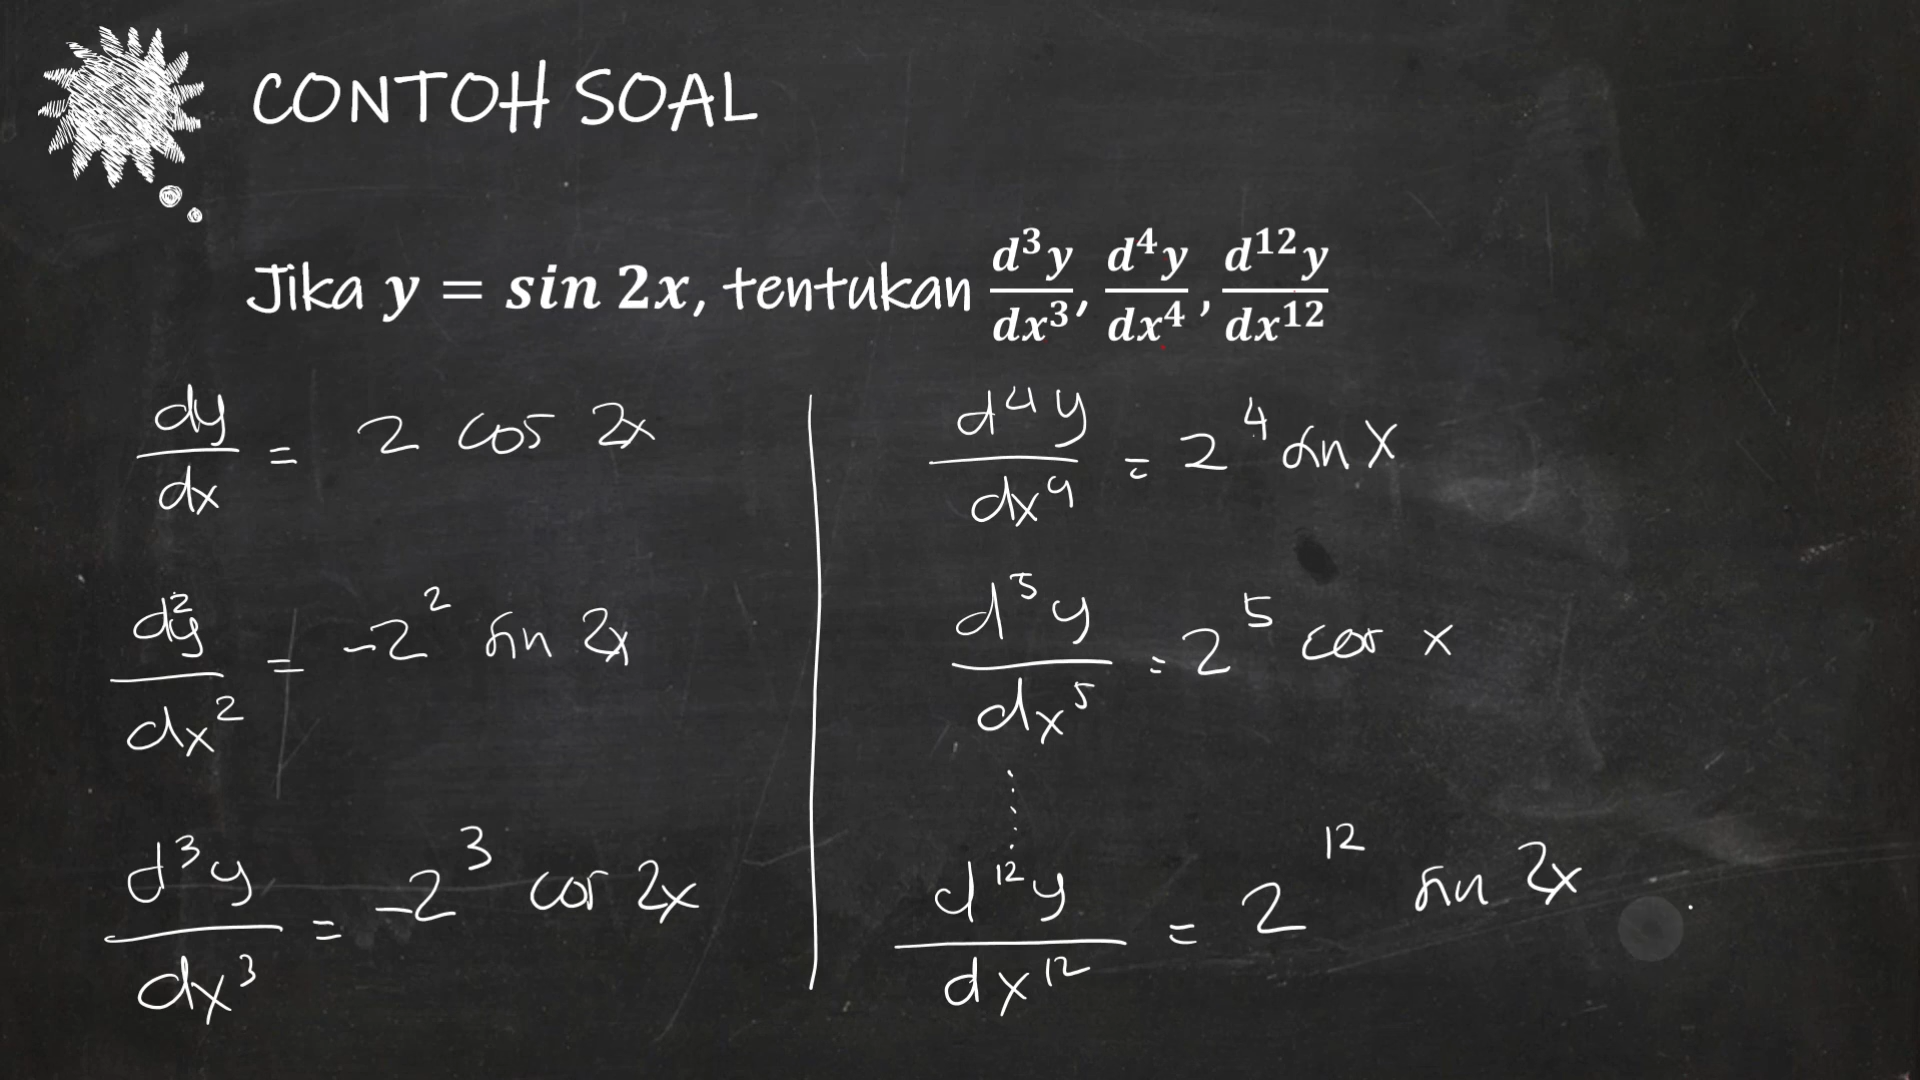 CONTOH SOAL
Jika y = sin 2x, tentukan d³y/dx³, d⁴y/dx⁴, d¹²y/dx¹²
dy/dx = 2 cos 2x
d²y/dx² = -2² sin 2x
d³y/dx³ = -2³ cos 2x
d⁴y/dx⁴ = 2⁴ sin x
d⁵y/dx⁵ = 2⁵ cos x
d¹²y/dx¹² = 2¹² sin 2x